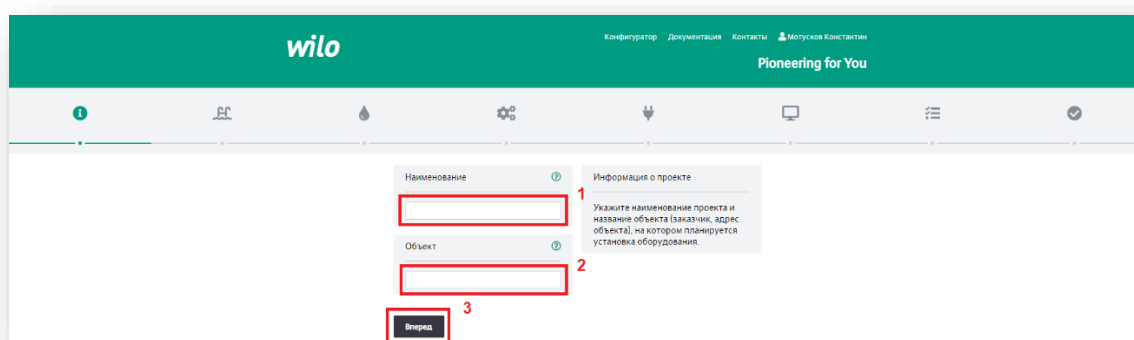 wilo
Конфигуратор Документация Контакты Мотусков Константин
Pioneering for You
Наименование
1
Информация о проекте
Укажите наименование проекта и
название объекта (заказчик, адрес
объекта), на котором планируется
установка оборудования.
Объект
2
3
Вперед